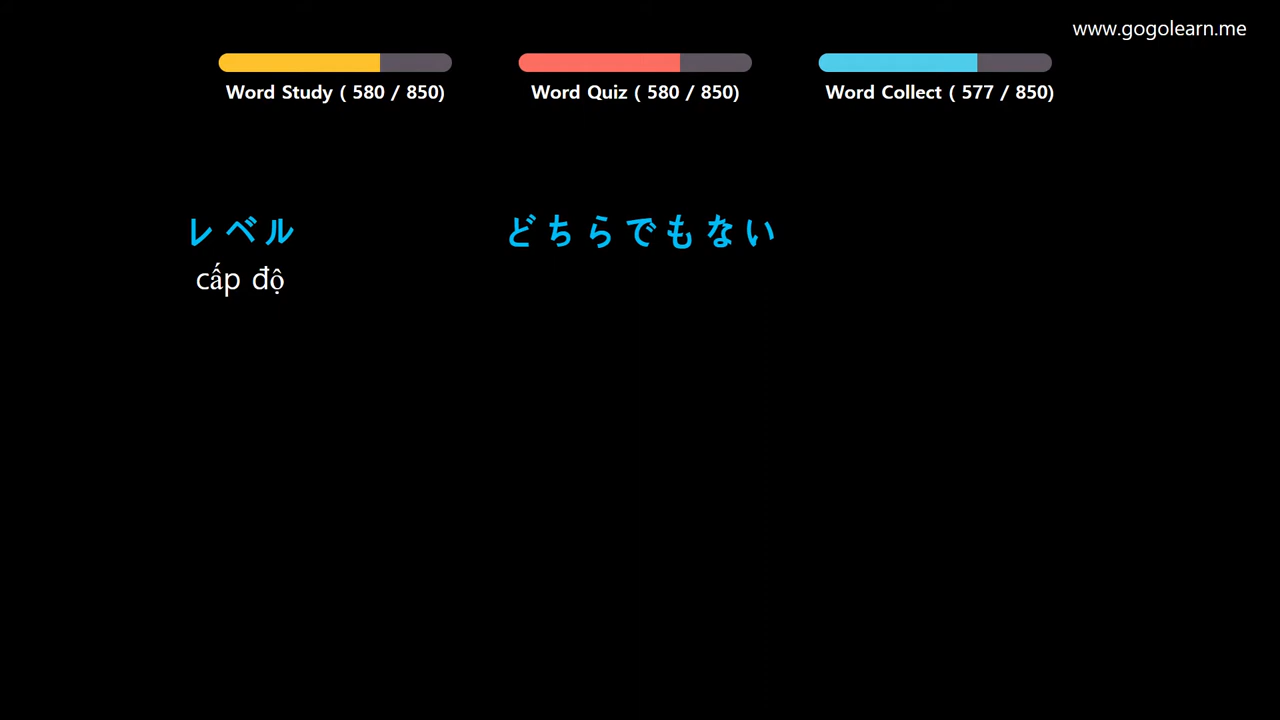 www.gogolearn.me
Word Study ( 580 / 850)
Word Quiz ( 580 / 850)
Word Collect ( 577 / 850)
レベル
cấp độ
どちらでもない